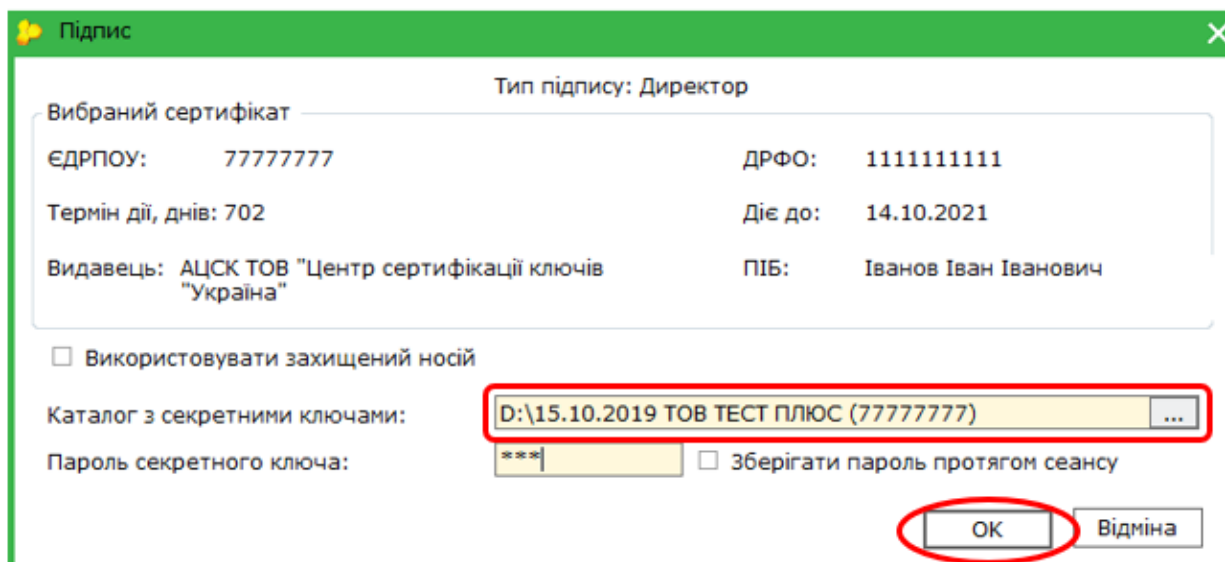 Підпис
Тип підпису: Директор
Вибраний сертифікат
ЄДРПОУ: 77777777 ДРФО: 1111111111
Термін дії, днів: 702 Діє до: 14.10.2021
Видавець: АЦСК ТОВ "Центр сертифікації ключів ПІБ: Іванов Іван Іванович
"Україна"
Використовувати захищений носій
Каталог з секретними ключами: D:\15.10.2019 ТОВ ТЕСТ ПЛЮС (77777777) ...
Пароль секретного ключа: *** Зберігати пароль протягом сеансу
OK Відміна